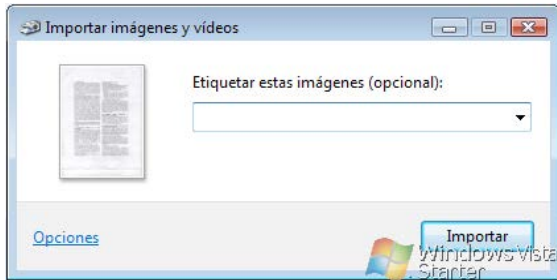 Importar imágenes y vídeos
Etiquetar estas imágenes (opcional):
Opciones
Importar
Windows Vista
Starter